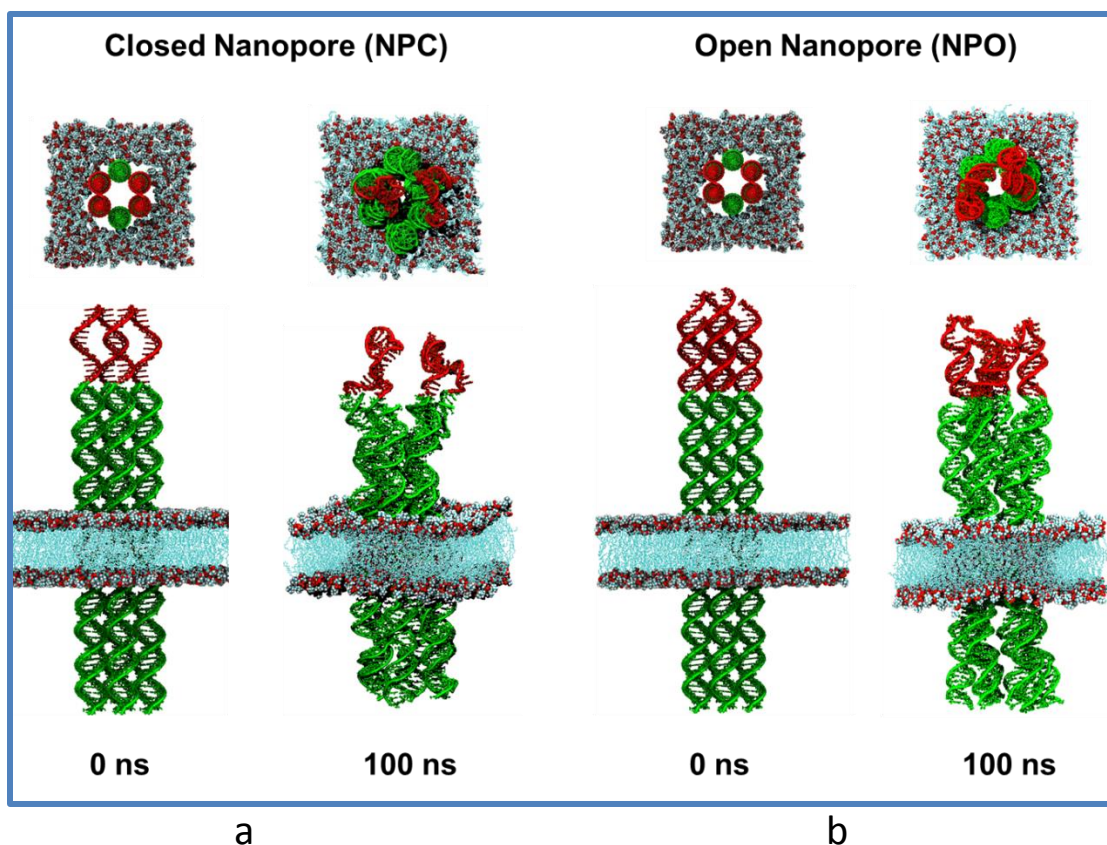 Closed Nanopore (NPC)
Open Nanopore (NPO)
0 ns
100 ns
0 ns
100 ns
a
b